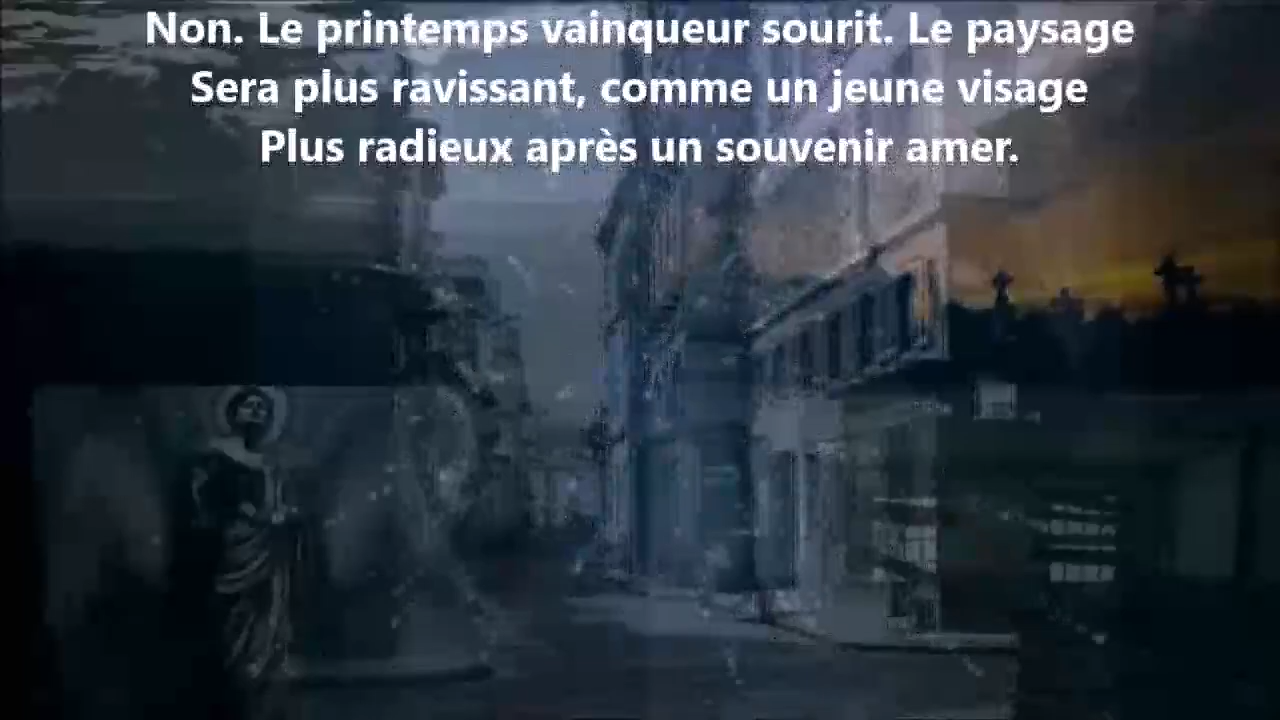 Non. Le printemps vainqueur sourit. Le paysage
Sera plus ravissant, comme un jeune visage
Plus radieux après un souvenir amer.